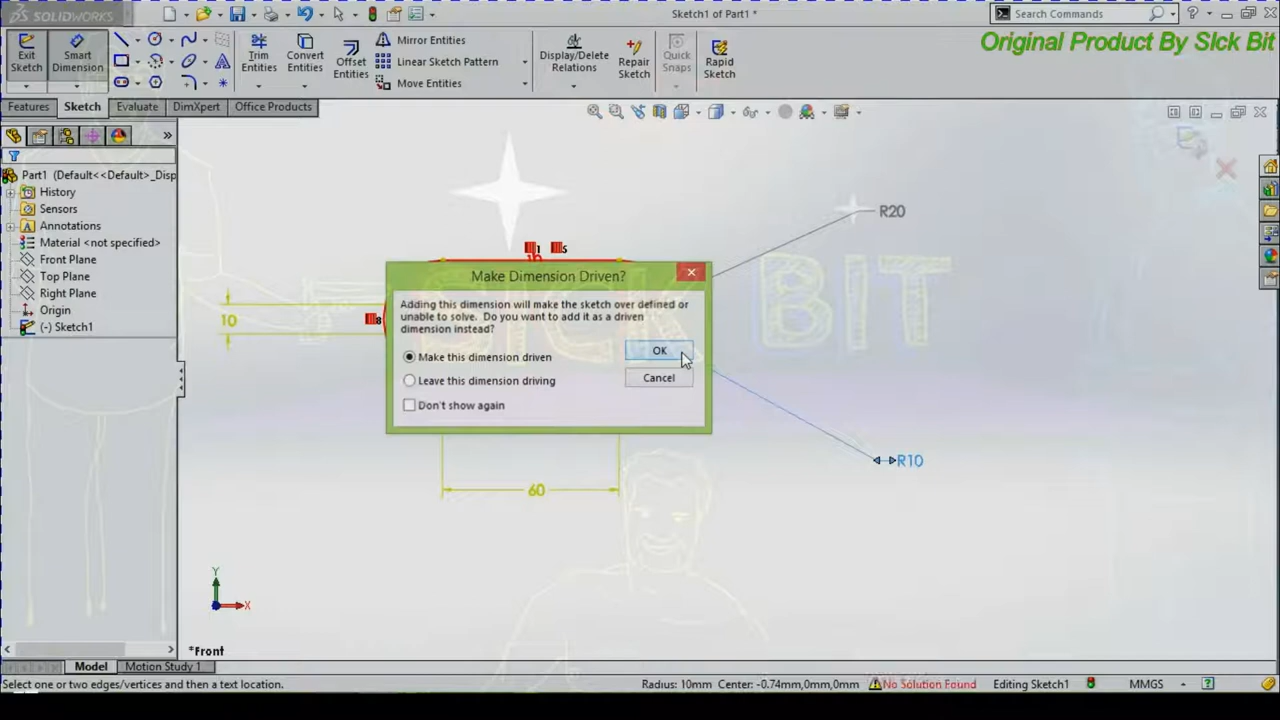 SOLIDWORKS
Sketch1 of Part1 *
Search Commands
Original Product By SIck Bit
Exit Sketch
Smart Dimension
Trim Entities
Convert Entities
Offset Entities
Mirror Entities
Linear Sketch Pattern
Move Entities
Display/Delete Relations
Repair Sketch
Quick Snaps
Rapid Sketch
Features
Sketch
Evaluate
DimXpert
Office Products
Part1 (Default<<Default>_Disp
History
Sensors
Annotations
Material <not specified>
Front Plane
Top Plane
Right Plane
Origin
(-) Sketch1
R20
SICK BIT
1
5
10
8
Make Dimension Driven?
Adding this dimension will make the sketch over defined or
unable to solve. Do you want to add it as a driven
dimension instead?
Make this dimension driven
OK
Leave this dimension driving
Cancel
Don't show again
R10
60
Y
X
*Front
Model
Motion Study 1
Select one or two edges/vertices and then a text location.
Radius: 10mm Center: -0.74mm,0mm,0mm
No Solution Found
Editing Sketch1
MMGS